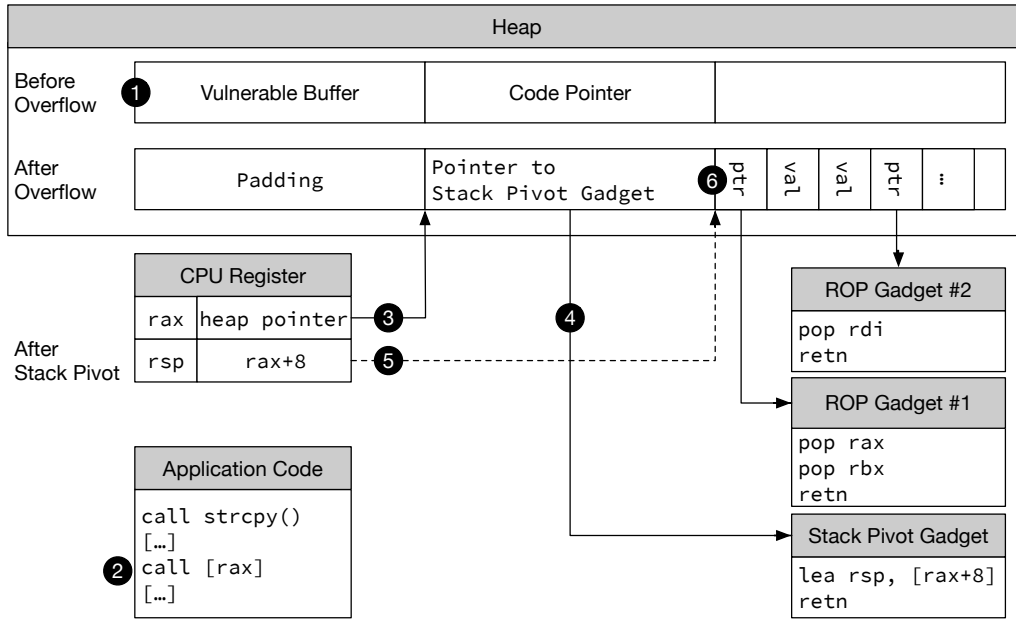 Heap
Before
Overflow
1
Vulnerable Buffer
Code Pointer
After
Overflow
Padding
Pointer to
Stack Pivot Gadget
6
ptr
val
val
ptr
…
CPU Register
rax
heap pointer
3
4
ROP Gadget #2
pop rdi
retn
After
Stack Pivot
rsp
rax+8
5
ROP Gadget #1
pop rax
pop rbx
retn
Application Code
call strcpy()
[…]
2
call [rax]
[…]
Stack Pivot Gadget
lea rsp, [rax+8]
retn